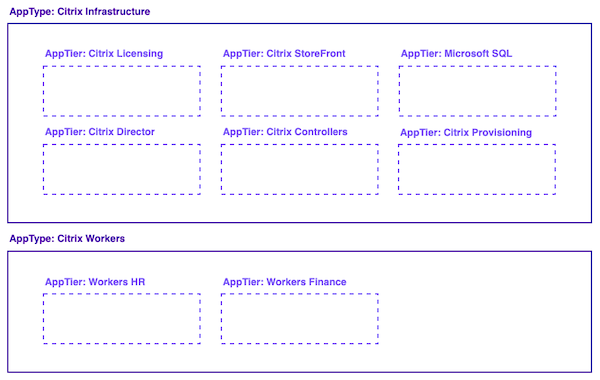 AppType: Citrix Infrastructure
AppTier: Citrix Licensing
AppTier: Citrix StoreFront
AppTier: Microsoft SQL
AppTier: Citrix Director
AppTier: Citrix Controllers
AppTier: Citrix Provisioning
AppType: Citrix Workers
AppTier: Workers HR
AppTier: Workers Finance